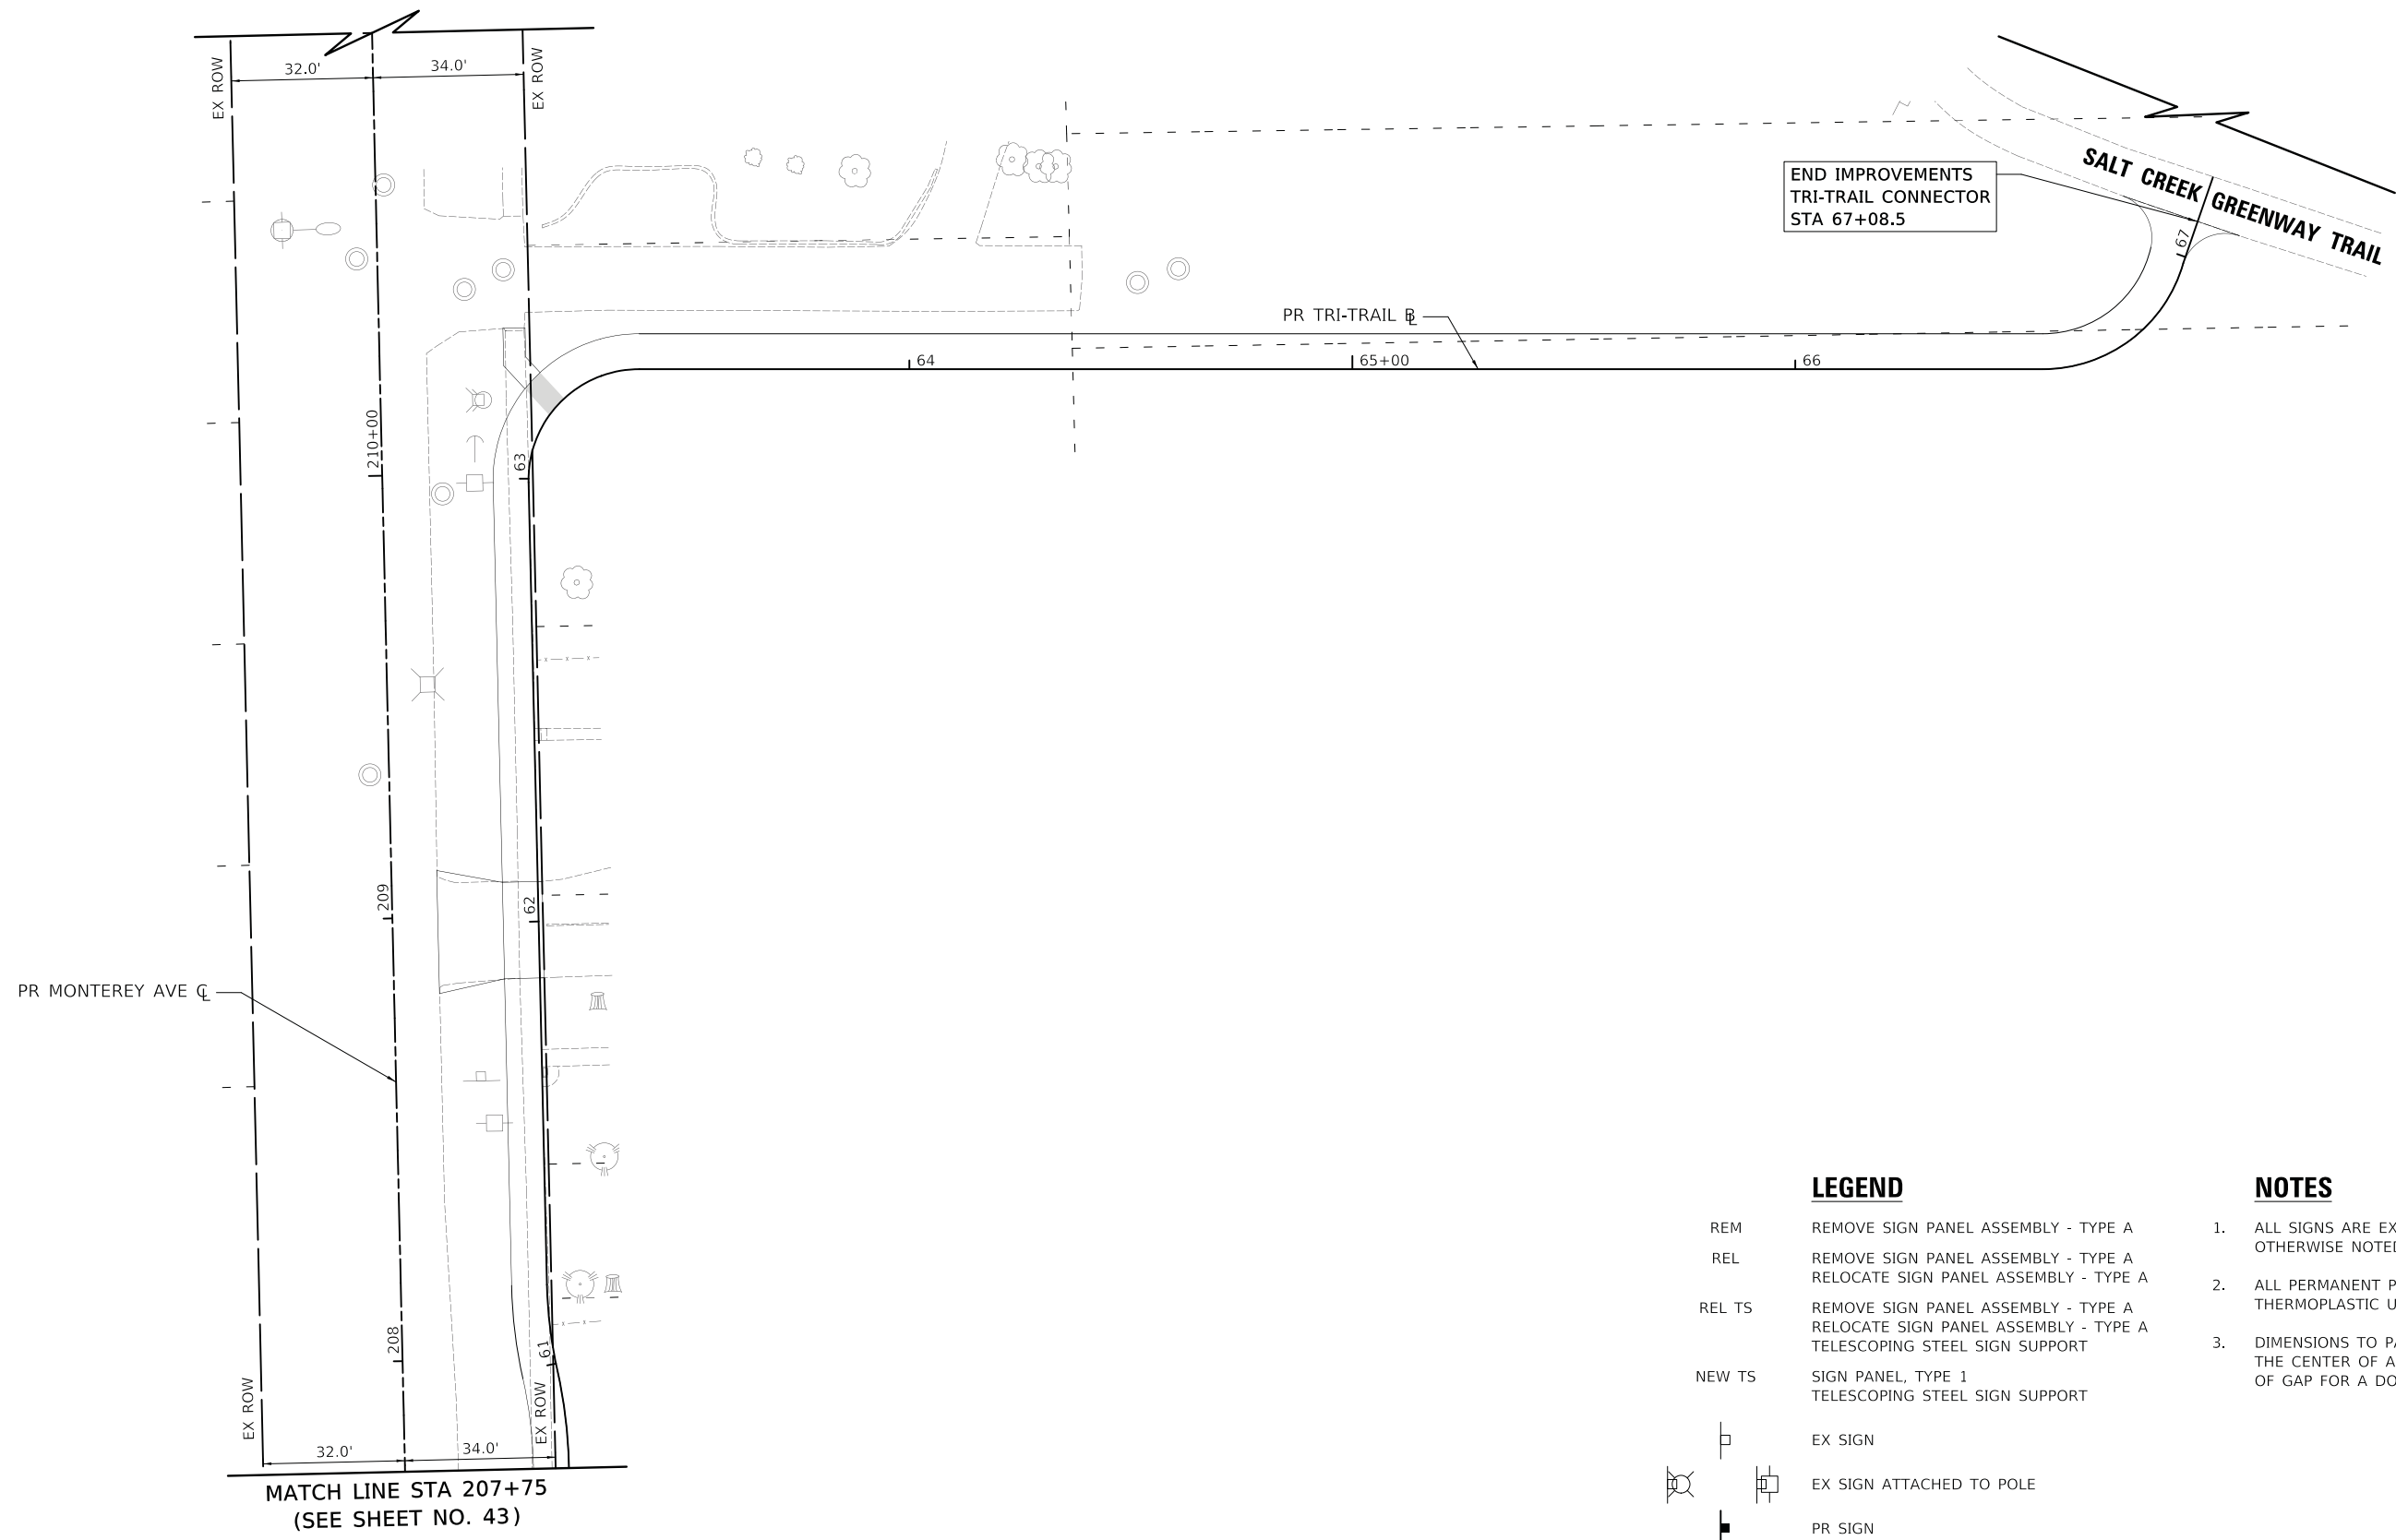 32.0'
34.0'
EX ROW
EX ROW
SALT CREEK GREENWAY TRAIL
END IMPROVEMENTS
TRI-TRAIL CONNECTOR
STA 67+08.5
67
PR TRI-TRAIL BL
64
65+00
66
210+00
63
209
62
PR MONTEREY AVE CL
208
61
EX ROW
EX ROW
32.0'
34.0'
MATCH LINE STA 207+75
(SEE SHEET NO. 43)
LEGEND
REM REMOVE SIGN PANEL ASSEMBLY - TYPE A
REL REMOVE SIGN PANEL ASSEMBLY - TYPE A
RELOCATE SIGN PANEL ASSEMBLY - TYPE A
REL TS REMOVE SIGN PANEL ASSEMBLY - TYPE A
RELOCATE SIGN PANEL ASSEMBLY - TYPE A
TELESCOPING STEEL SIGN SUPPORT
NEW TS SIGN PANEL, TYPE 1
TELESCOPING STEEL SIGN SUPPORT
EX SIGN
EX SIGN ATTACHED TO POLE
PR SIGN
NOTES
1. ALL SIGNS ARE EX
OTHERWISE NOTED
2. ALL PERMANENT P
THERMOPLASTIC U
3. DIMENSIONS TO PA
THE CENTER OF A
OF GAP FOR A DO